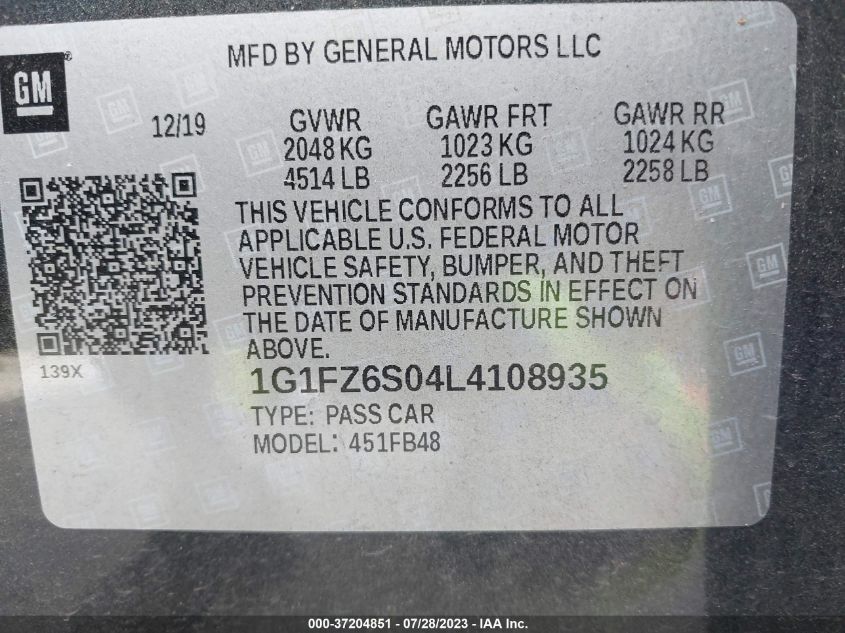 MFD BY GENERAL MOTORS LLC
GM
12/19
GVWR
2048 KG
4514 LB
GAWR FRT
1023 KG
2256 LB
GAWR RR
1024 KG
2258 LB
THIS VEHICLE CONFORMS TO ALL
APPLICABLE U.S. FEDERAL MOTOR
VEHICLE SAFETY, BUMPER, AND THEFT
PREVENTION STANDARDS IN EFFECT ON
THE DATE OF MANUFACTURE SHOWN
ABOVE.
139X
1G1FZ6S04L4108935
TYPE: PASS CAR
MODEL: 451FB48
000-37204851 / 07/28/2023 - IAA Inc.